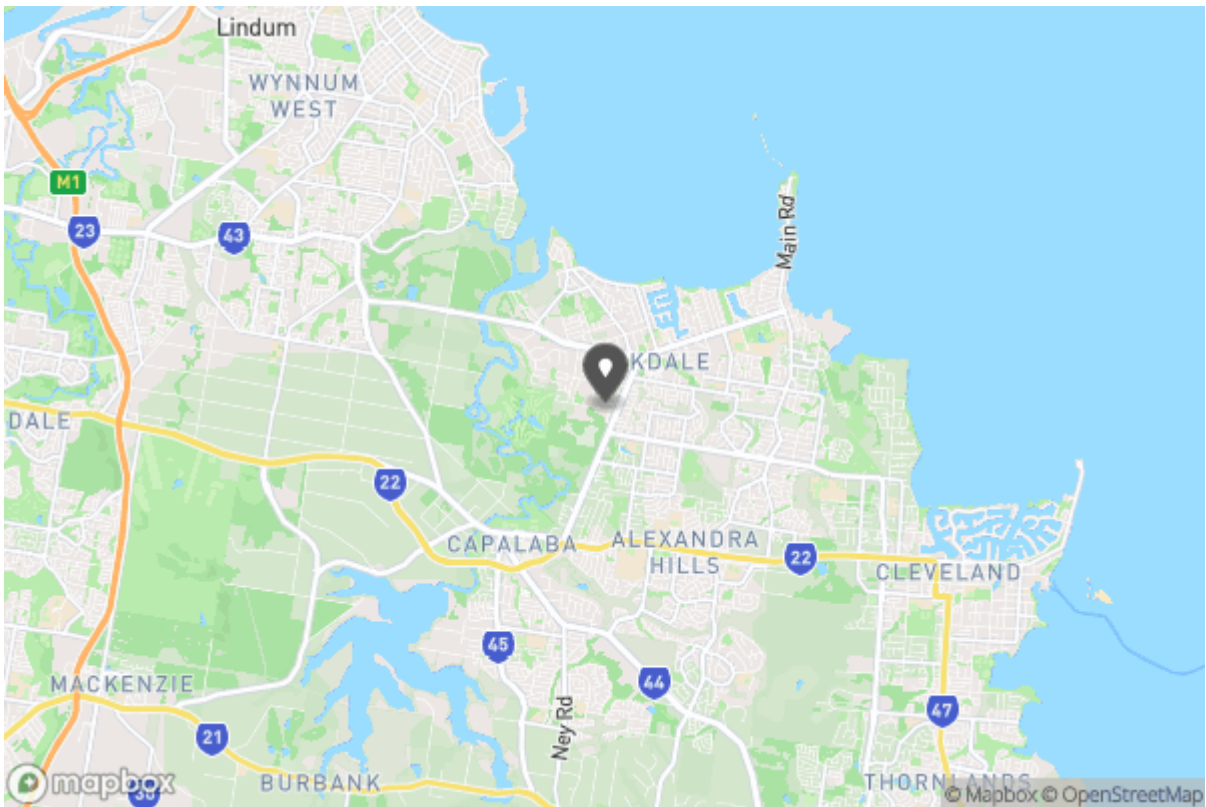 Lindum
WYNNUM
WEST
M1
23
43
Main Rd
KDALE
DALE
22
CAPALABA
ALEXANDRA
HILLS
22
CLEVELAND
45
44
MACKENZIE
Ney Rd
47
21
BURBANK
THORNLANDS
mapbox
© Mapbox © OpenStreetMap